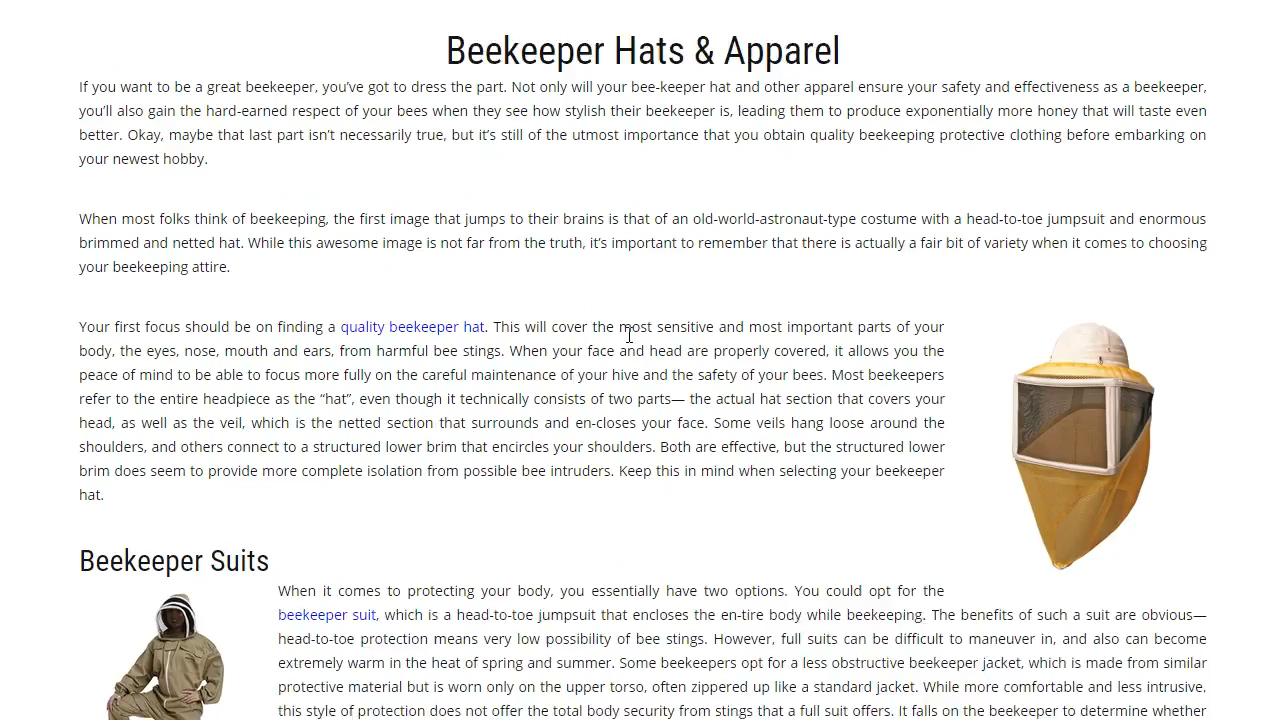 Beekeeper Hats & Apparel
If you want to be a great beekeeper, you’ve got to dress the part. Not only will your bee-keeper hat and other apparel ensure your safety and effectiveness as a beekeeper,
you’ll also gain the hard-earned respect of your bees when they see how stylish their beekeeper is, leading them to produce exponentially more honey that will taste even
better. Okay, maybe that last part isn’t necessarily true, but it’s still of the utmost importance that you obtain quality beekeeping protective clothing before embarking on
your newest hobby.
When most folks think of beekeeping, the first image that jumps to their brains is that of an old-world-astronaut-type costume with a head-to-toe jumpsuit and enormous
brimmed and netted hat. While this awesome image is not far from the truth, it’s important to remember that there is actually a fair bit of variety when it comes to choosing
your beekeeping attire.
Your first focus should be on finding a quality beekeeper hat. This will cover the most sensitive and most important parts of your
body, the eyes, nose, mouth and ears, from harmful bee stings. When your face and head are properly covered, it allows you the
peace of mind to be able to focus more fully on the careful maintenance of your hive and the safety of your bees. Most beekeepers
refer to the entire headpiece as the “hat”, even though it technically consists of two parts— the actual hat section that covers your
head, as well as the veil, which is the netted section that surrounds and en-closes your face. Some veils hang loose around the
shoulders, and others connect to a structured lower brim that encircles your shoulders. Both are effective, but the structured lower
brim does seem to provide more complete isolation from possible bee intruders. Keep this in mind when selecting your beekeeper
hat.
Beekeeper Suits
When it comes to protecting your body, you essentially have two options. You could opt for the
beekeeper suit, which is a head-to-toe jumpsuit that encloses the en-tire body while beekeeping. The benefits of such a suit are obvious—
head-to-toe protection means very low possibility of bee stings. However, full suits can be difficult to maneuver in, and also can become
extremely warm in the heat of spring and summer. Some beekeepers opt for a less obstructive beekeeper jacket, which is made from similar
protective material but is worn only on the upper torso, often zippered up like a standard jacket. While more comfortable and less intrusive,
this style of protection does not offer the total body security from stings that a full suit offers. It falls on the beekeeper to determine whether